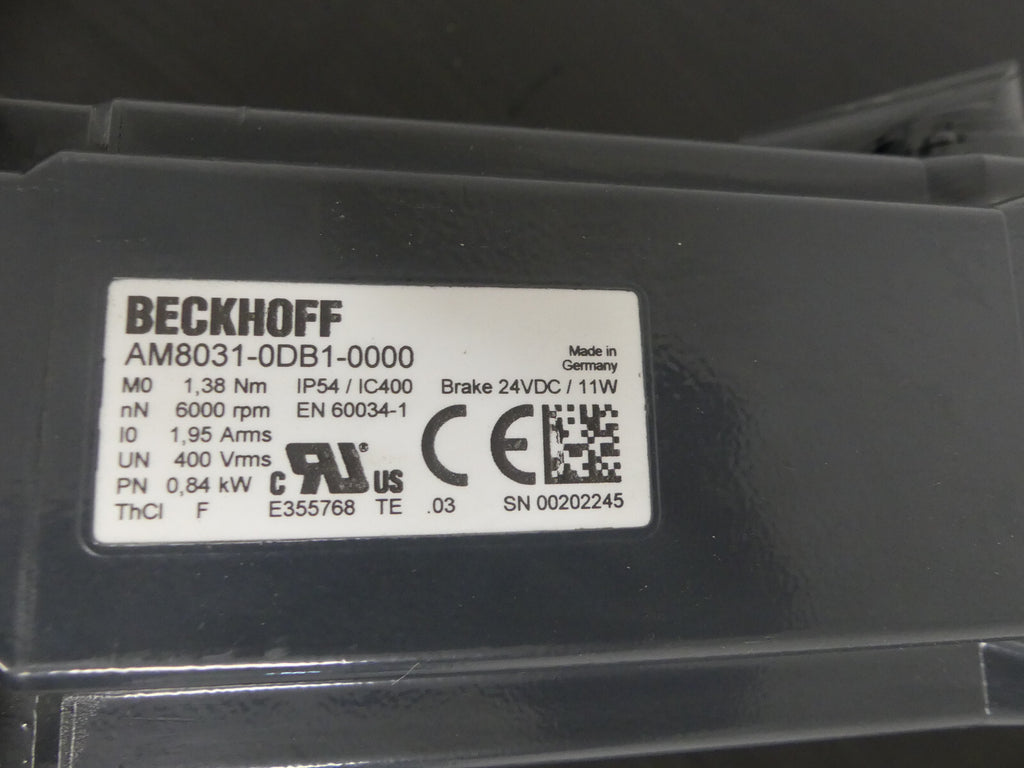 BECKHOFF
AM8031-0DB1-0000
Made in
Germany
M0 1,38 Nm IP54 / IC400 Brake 24VDC / 11W
nN 6000 rpm EN 60034-1
I0 1,95 Arms
UN 400 Vrms
PN 0,84 kW
ThCl F
C RU ® US
CE
E355768 TE .03 SN 00202245